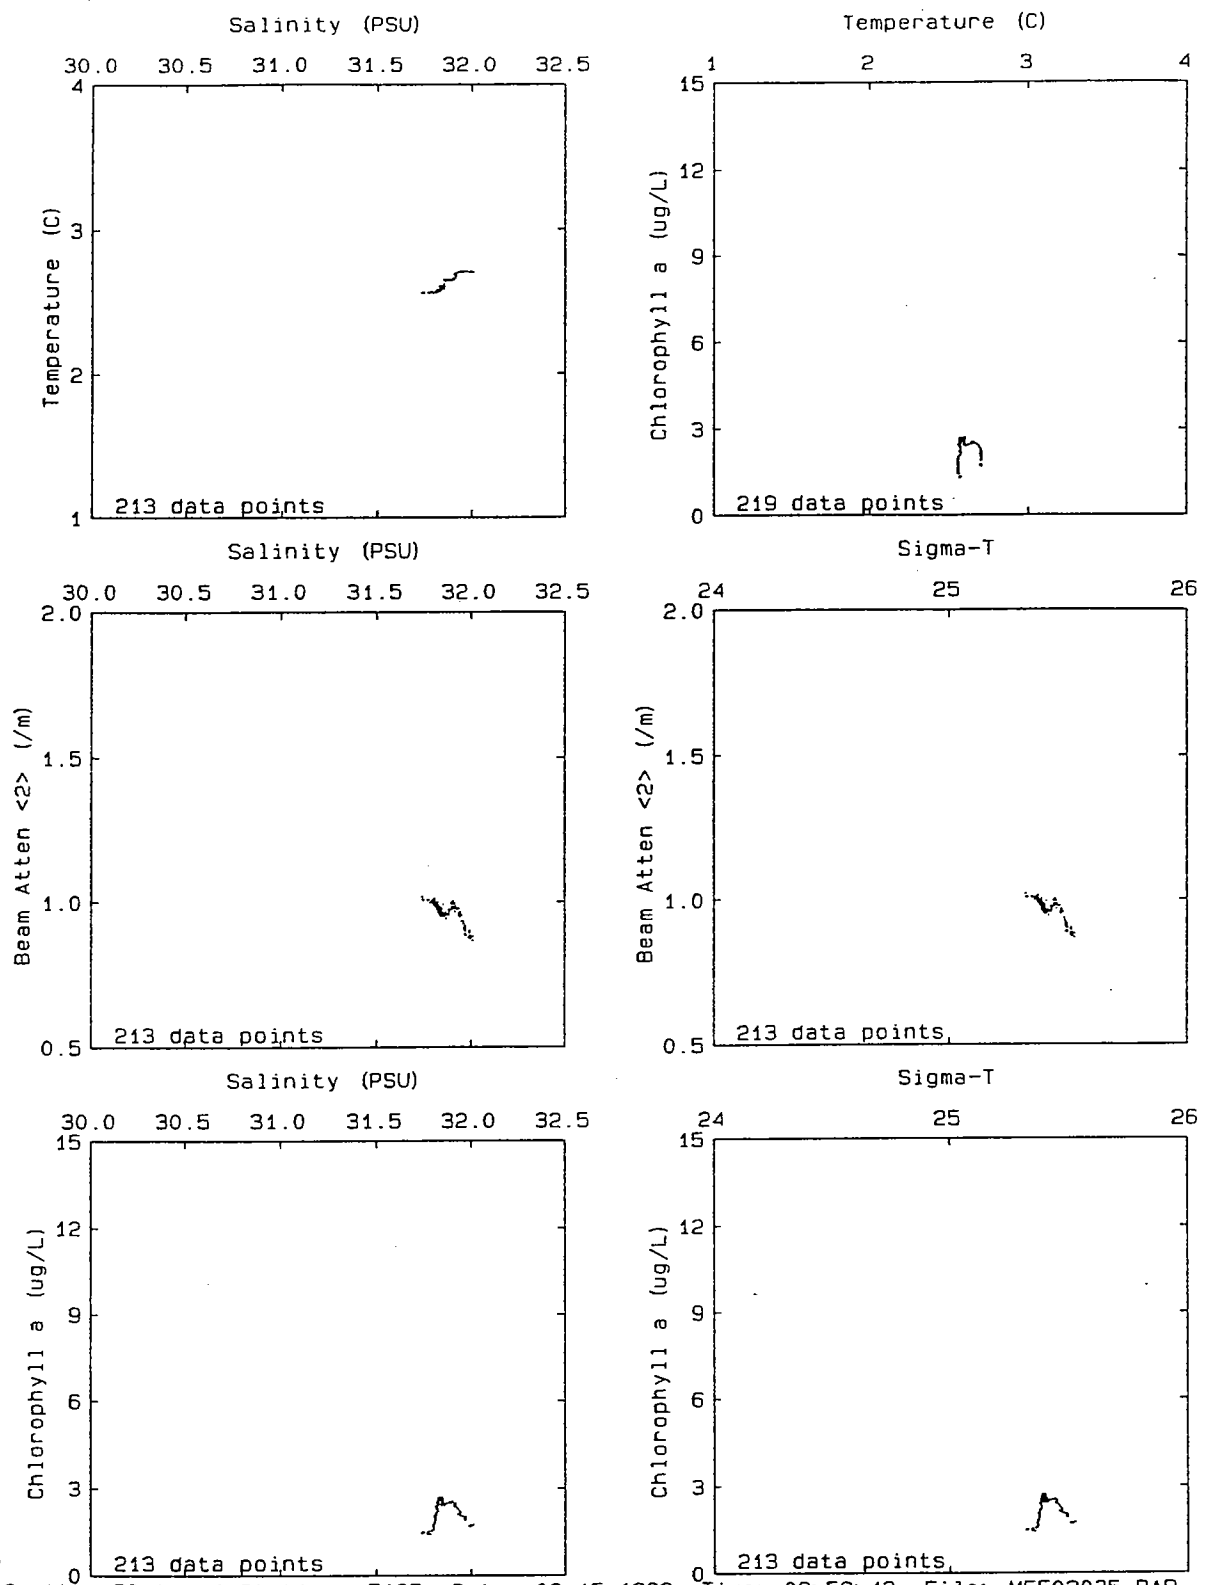 Salinity (PSU)
30.0 30.5 31.0 31.5 32.0 32.5
4
3
2
1
Temperature (C)
213 data points
Temperature (C)
1 2 3 4
15
12
9
6
3
0
Chlorophyll a (ug/L)
219 data points
Salinity (PSU)
30.0 30.5 31.0 31.5 32.0 32.5
2.0
1.5
1.0
0.5
Beam Atten <2> (/m)
213 data points
Sigma-T
24 25 26
2.0
1.5
1.0
0.5
Beam Atten <2> (/m)
213 data points
Salinity (PSU)
30.0 30.5 31.0 31.5 32.0 32.5
15
12
9
6
3
0
Chlorophyll a (ug/L)
213 data points
Sigma-T
24 25 26
15
12
9
6
3
0
Chlorophyll a (ug/L)
213 data points